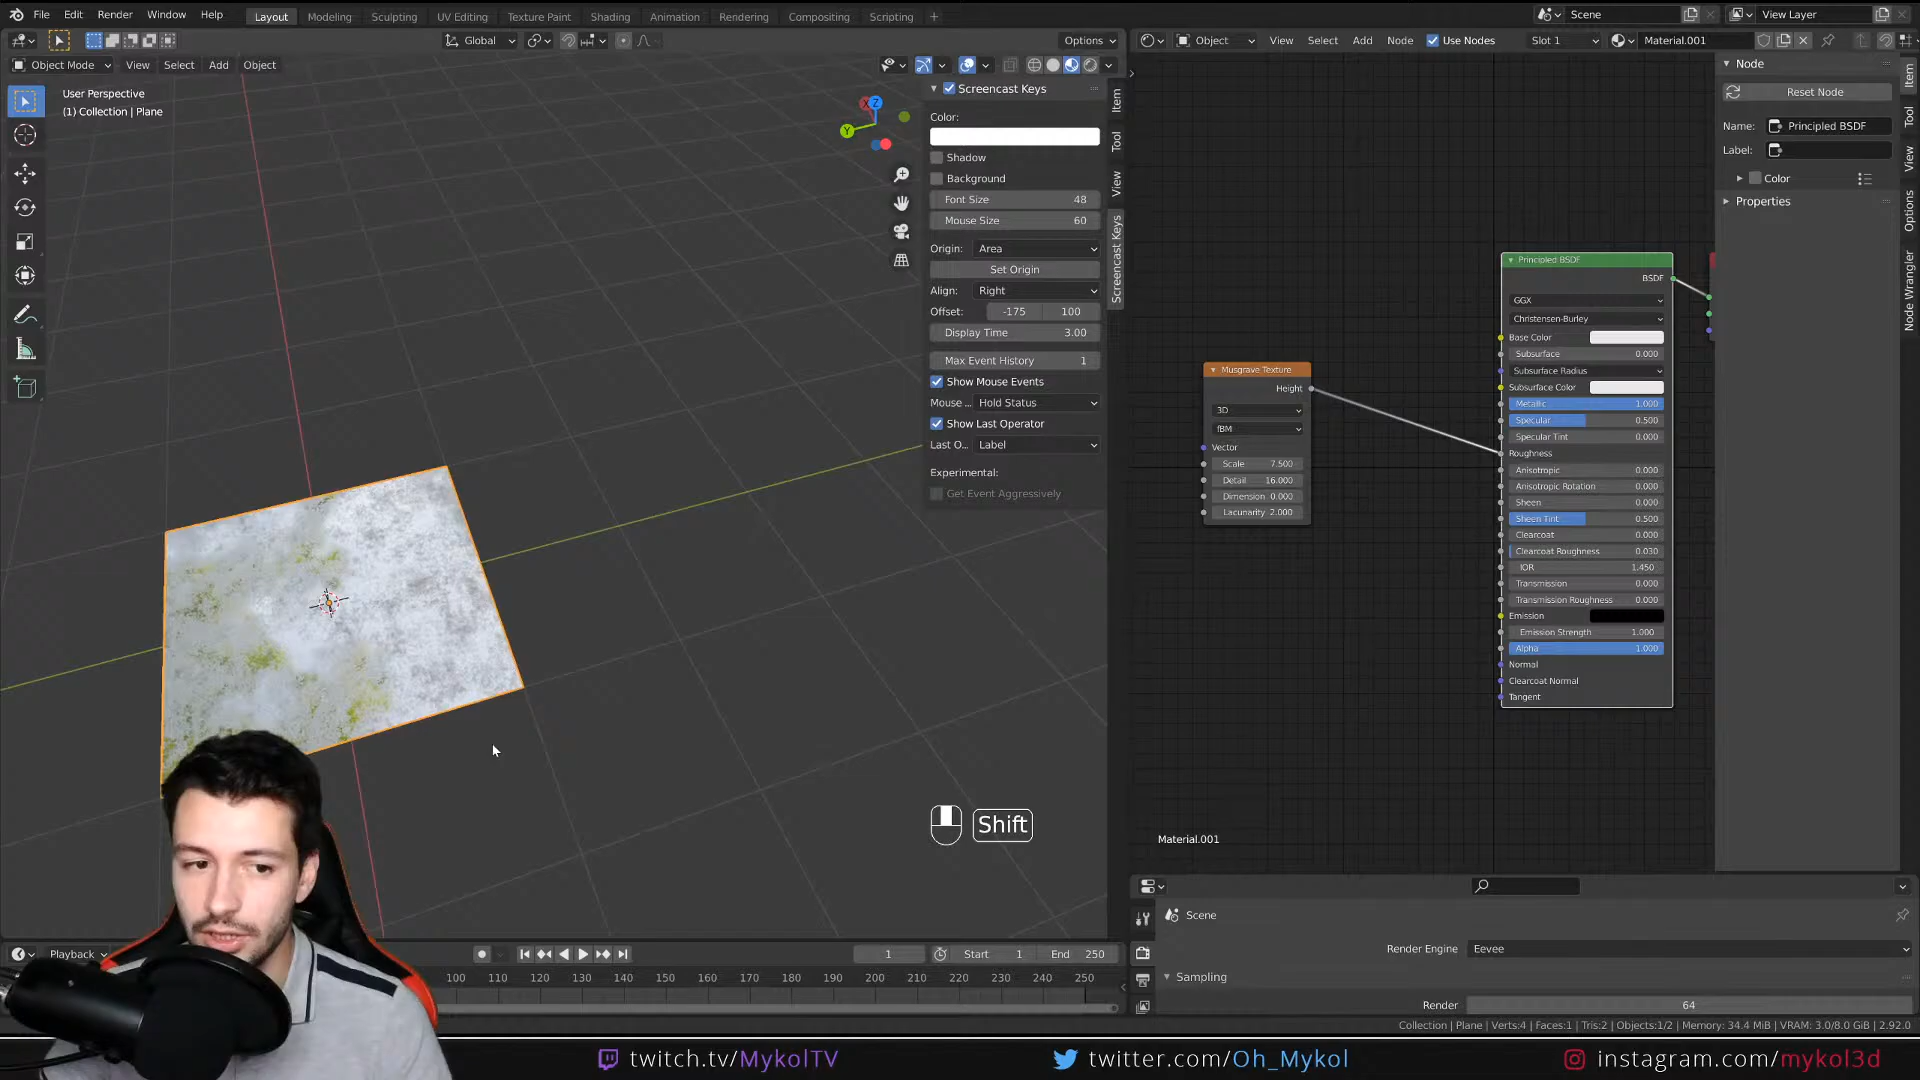 File Edit Render Window Help Layout Modeling Sculpting UV Editing Texture Paint Shading Animation Rendering Compositing Scripting + Scene View Layer
Global Options Object View Select Add Node Use Nodes Slot 1 Material.001
Object Mode View Select Add Object
User Perspective
(1) Collection | Plane
X
Y
Z
Screencast Keys
Color:
Shadow
Background
Font Size 48
Mouse Size 60
Origin: Area
Set Origin
Align: Right
Offset: -175 100
Display Time 3.00
Max Event History 1
Show Mouse Events
Mouse ... Hold Status
Show Last Operator
Last O... Label
Experimental:
Get Event Aggressively
Item
Tool
View
Screencast Keys
Shift
Musgrave Texture
Height
3D
fBM
Vector
Scale 7.500
Detail 16.000
Dimension 0.000
Lacunarity 2.000
Principled BSDF
BSDF
GGX
Christensen-Burley
Base Color
Subsurface 0.000
Subsurface Radius
Subsurface Color
Metallic 1.000
Specular 0.500
Specular Tint 0.000
Roughness
Anisotropic 0.000
Anisotropic Rotation 0.000
Sheen 0.000
Sheen Tint 0.500
Clearcoat 0.000
Clearcoat Roughness 0.030
IOR 1.450
Transmission 0.000
Transmission Roughness 0.000
Emission
Emission Strength 1.000
Alpha 1.000
Normal
Clearcoat Normal
Tangent
Material.001
Node
Reset Node
Name: Principled BSDF
Label:
Color
Properties
Item
Tool
View
Options
Node Wrangler
Scene
Render Engine Eevee
Sampling
Render 64
Playback 1 Start 1 End 250
100 110 120 130 140 150 160 170 180 190 200 210 220 230 240 250
Collection | Plane | Verts:4 | Faces:1 | Tris:2 | Objects:1/2 | Memory: 34.4 MiB | VRAM: 3.0/8.0 GiB | 2.92.0
twitch.tv/MykolTV twitter.com/Oh_Mykol instagram.com/mykol3d